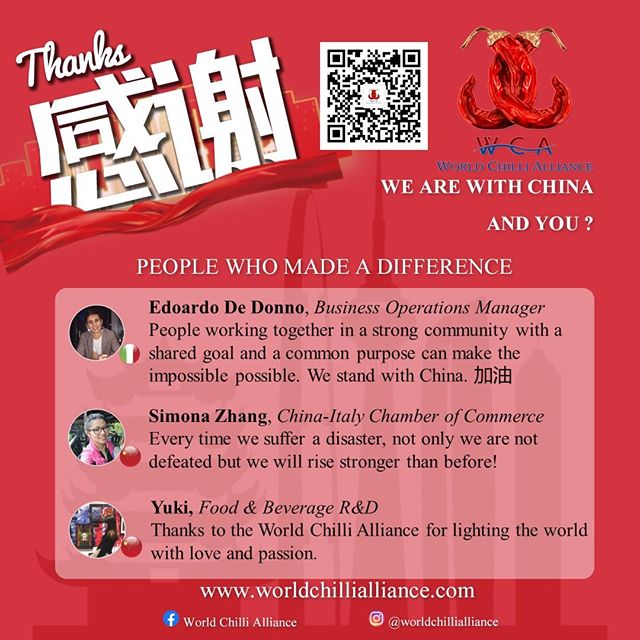 Thanks
感谢
WCA
WORLD CHILLI ALLIANCE
WE ARE WITH CHINA
AND YOU ?
PEOPLE WHO MADE A DIFFERENCE
Edoardo De Donno, Business Operations Manager
People working together in a strong community with a
shared goal and a common purpose can make the
impossible possible. We stand with China. 加油
Simona Zhang, China-Italy Chamber of Commerce
Every time we suffer a disaster, not only we are not
defeated but we will rise stronger than before!
Yuki, Food & Beverage R&D
Thanks to the World Chilli Alliance for lighting the world
with love and passion.
www.worldchillialliance.com
World Chilli Alliance
@worldchillialliance